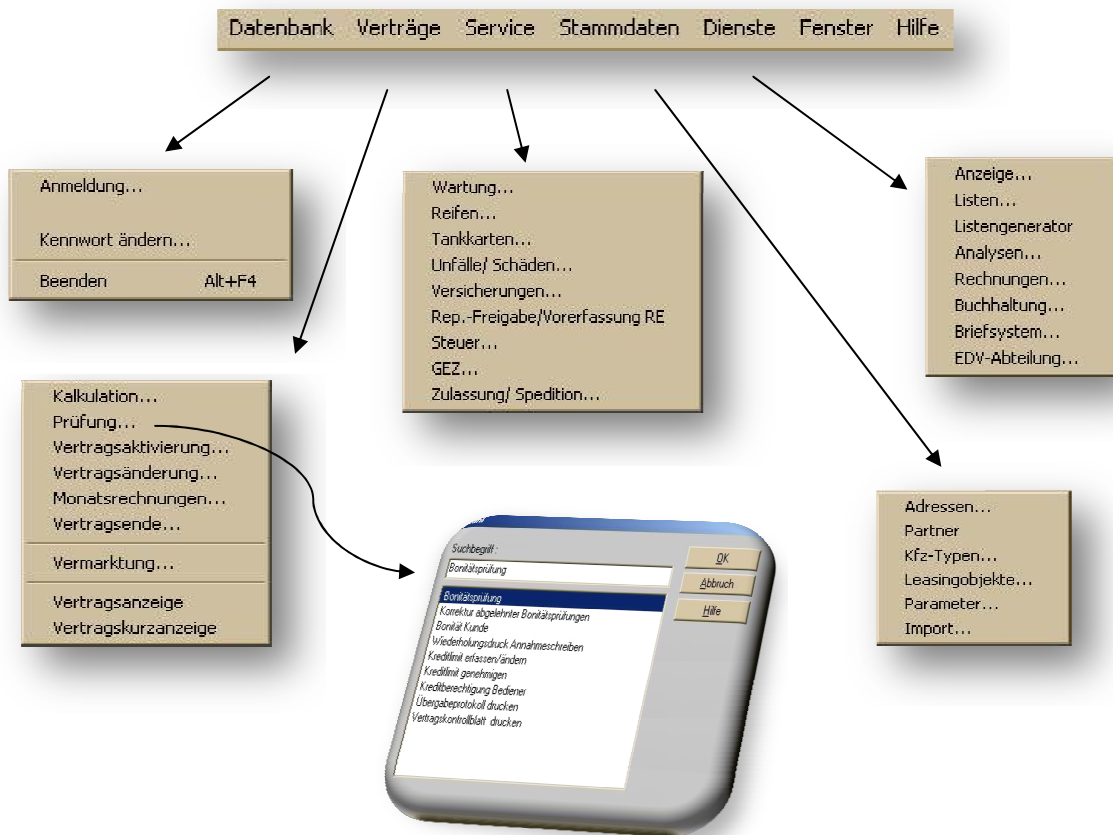 Datenbank Verträge Service Stammdaten Dienste Fenster Hilfe
Anmeldung...
Kennwort ändern...
Beenden Alt+F4
Wartung...
Reifen...
Tankkarten...
Unfälle/ Schäden...
Versicherungen...
Rep.-Freigabe/Vorerfassung RE
Steuer...
GEZ...
Zulassung/ Spedition...
Anzeige...
Listen...
Listengenerator
Analysen...
Rechnungen...
Buchhaltung...
Briefsystem...
EDV-Abteilung...
Kalkulation...
Prüfung...
Vertragsaktivierung...
Vertragsänderung...
Monatsrechnungen...
Vertragsende...
Vermarktung...
Vertragsanzeige
Vertragskurzanzeige
Suchbegriff :
Bonitätsprüfung
Bonitätsprüfung
Korrektur abgelehnter Bonitätsprüfungen
Bonität Kunde
Wiederholungsdruck Annahmeschreiben
Kreditlimit erfassen/ändern
Kreditlimit genehmigen
Kreditberechtigung Bediener
Übergabeprotokoll drucken
Vertragskontrollblatt drucken
OK
Abbruch
Hilfe
Adressen...
Partner
Kfz-Typen...
Leasingobjekte...
Parameter...
Import...